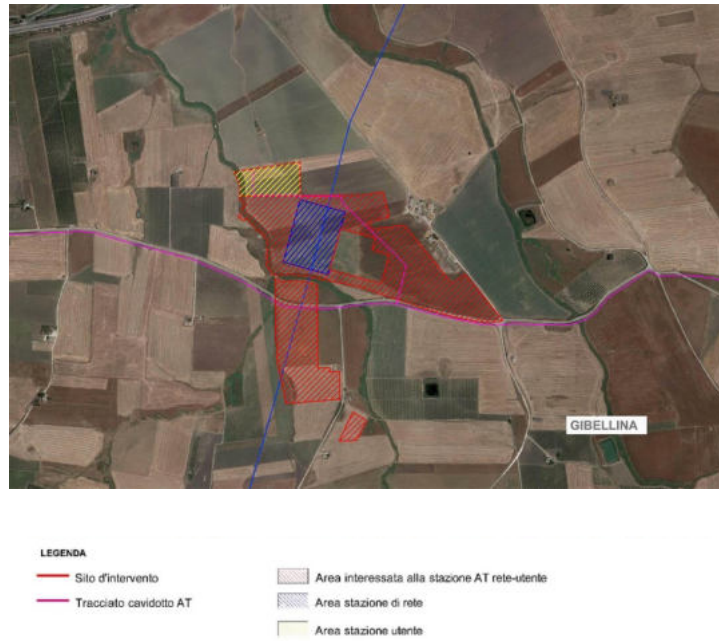 GIBELLINA
LEGENDA
Sito d'intervento
Tracciato cavidotto AT
Area interessata alla stazione AT rete-utente
Area stazione di rete
Area stazione utente